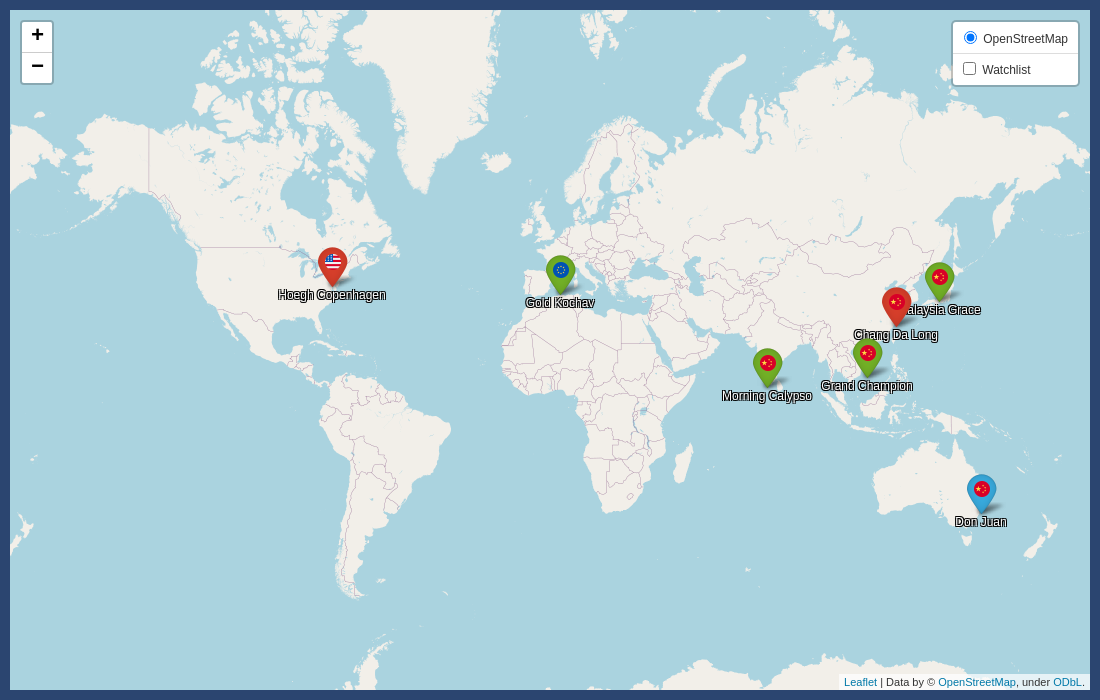 +
−
OpenStreetMap
Watchlist
Hoegh Copenhagen
Gold Kochav
alaysia Grace
Chang Da Long
Grand Champion
Morning Calypso
Don Juan
Leaflet | Data by © OpenStreetMap, under ODbL.